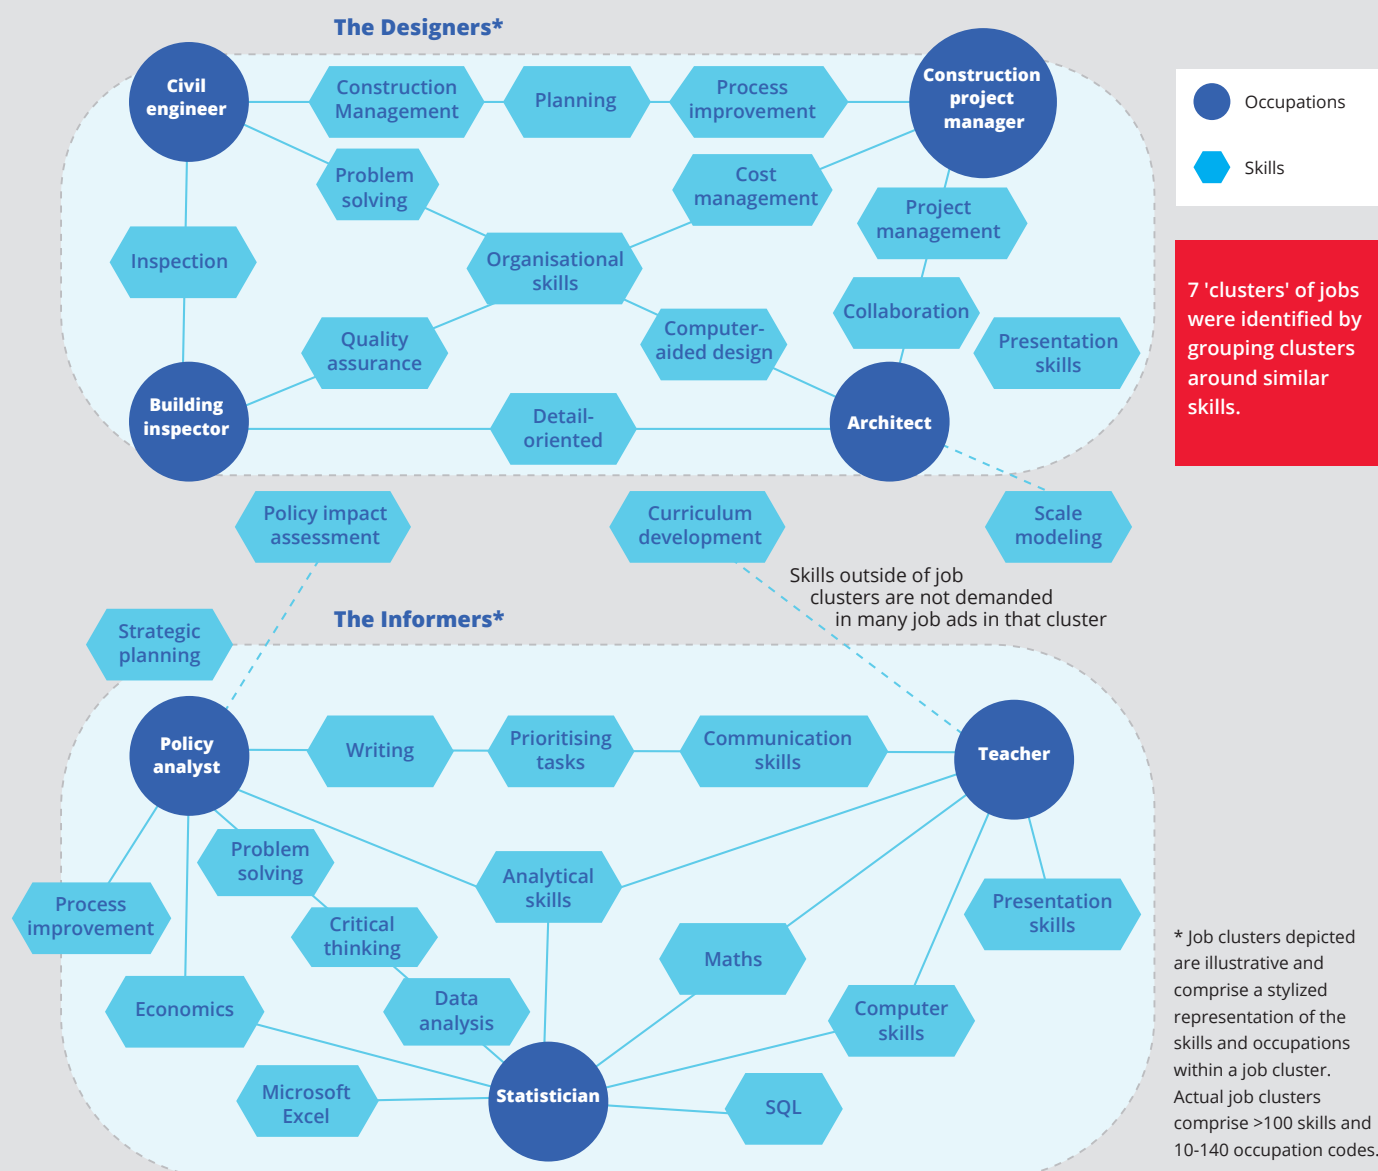 The Designers*
Civil
engineer
Construction
Management
Planning
Process
improvement
Construction
project
manager
Occupations
Skills
Problem
solving
Cost
management
Project
management
Inspection
Organisational
skills
Collaboration
Quality
assurance
Computer-
aided design
Presentation
skills
7 'clusters' of jobs
were identified by
grouping clusters
around similar
skills.
Building
inspector
Detail-
oriented
Architect
Policy impact
assessment
Curriculum
development
Scale
modeling
Skills outside of job
clusters are not demanded
in many job ads in that cluster
The Informers*
Strategic
planning
Policy
analyst
Writing
Prioritising
tasks
Communication
skills
Teacher
Problem
solving
Analytical
skills
Process
improvement
Critical
thinking
Presentation
skills
Maths
Economics
Data
analysis
Computer
skills
Microsoft
Excel
Statistician
SQL
* Job clusters depicted
are illustrative and
comprise a stylized
representation of the
skills and occupations
within a job cluster.
Actual job clusters
comprise >100 skills and
10-140 occupation codes.